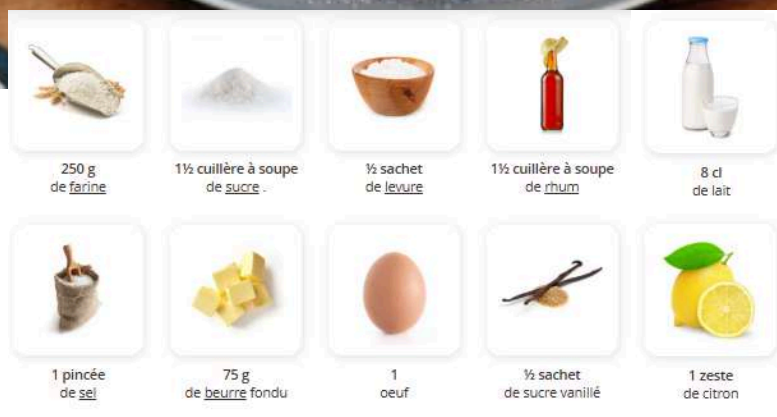 250 g
de farine
1½ cuillère à soupe
de sucre .
½ sachet
de levure
1½ cuillère à soupe
de rhum
8 cl
de lait
1 pincée
de sel
75 g
de beurre fondu
1
oeuf
½ sachet
de sucre vanillé
1 zeste
de citron